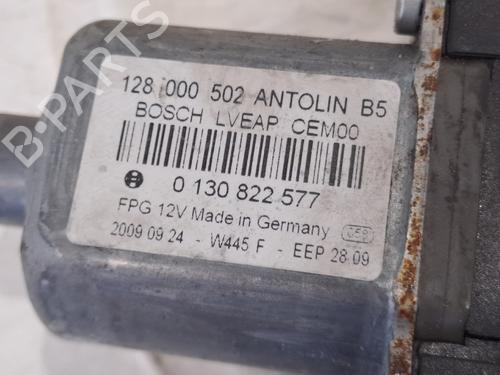 128 000 502 ANTOLIN B5
BOSCH LVEAP CEM00
0 130 822 577
FPG 12V Made in Germany
2009 09 24 - W445 F - EEP 28 09
B-PARTS